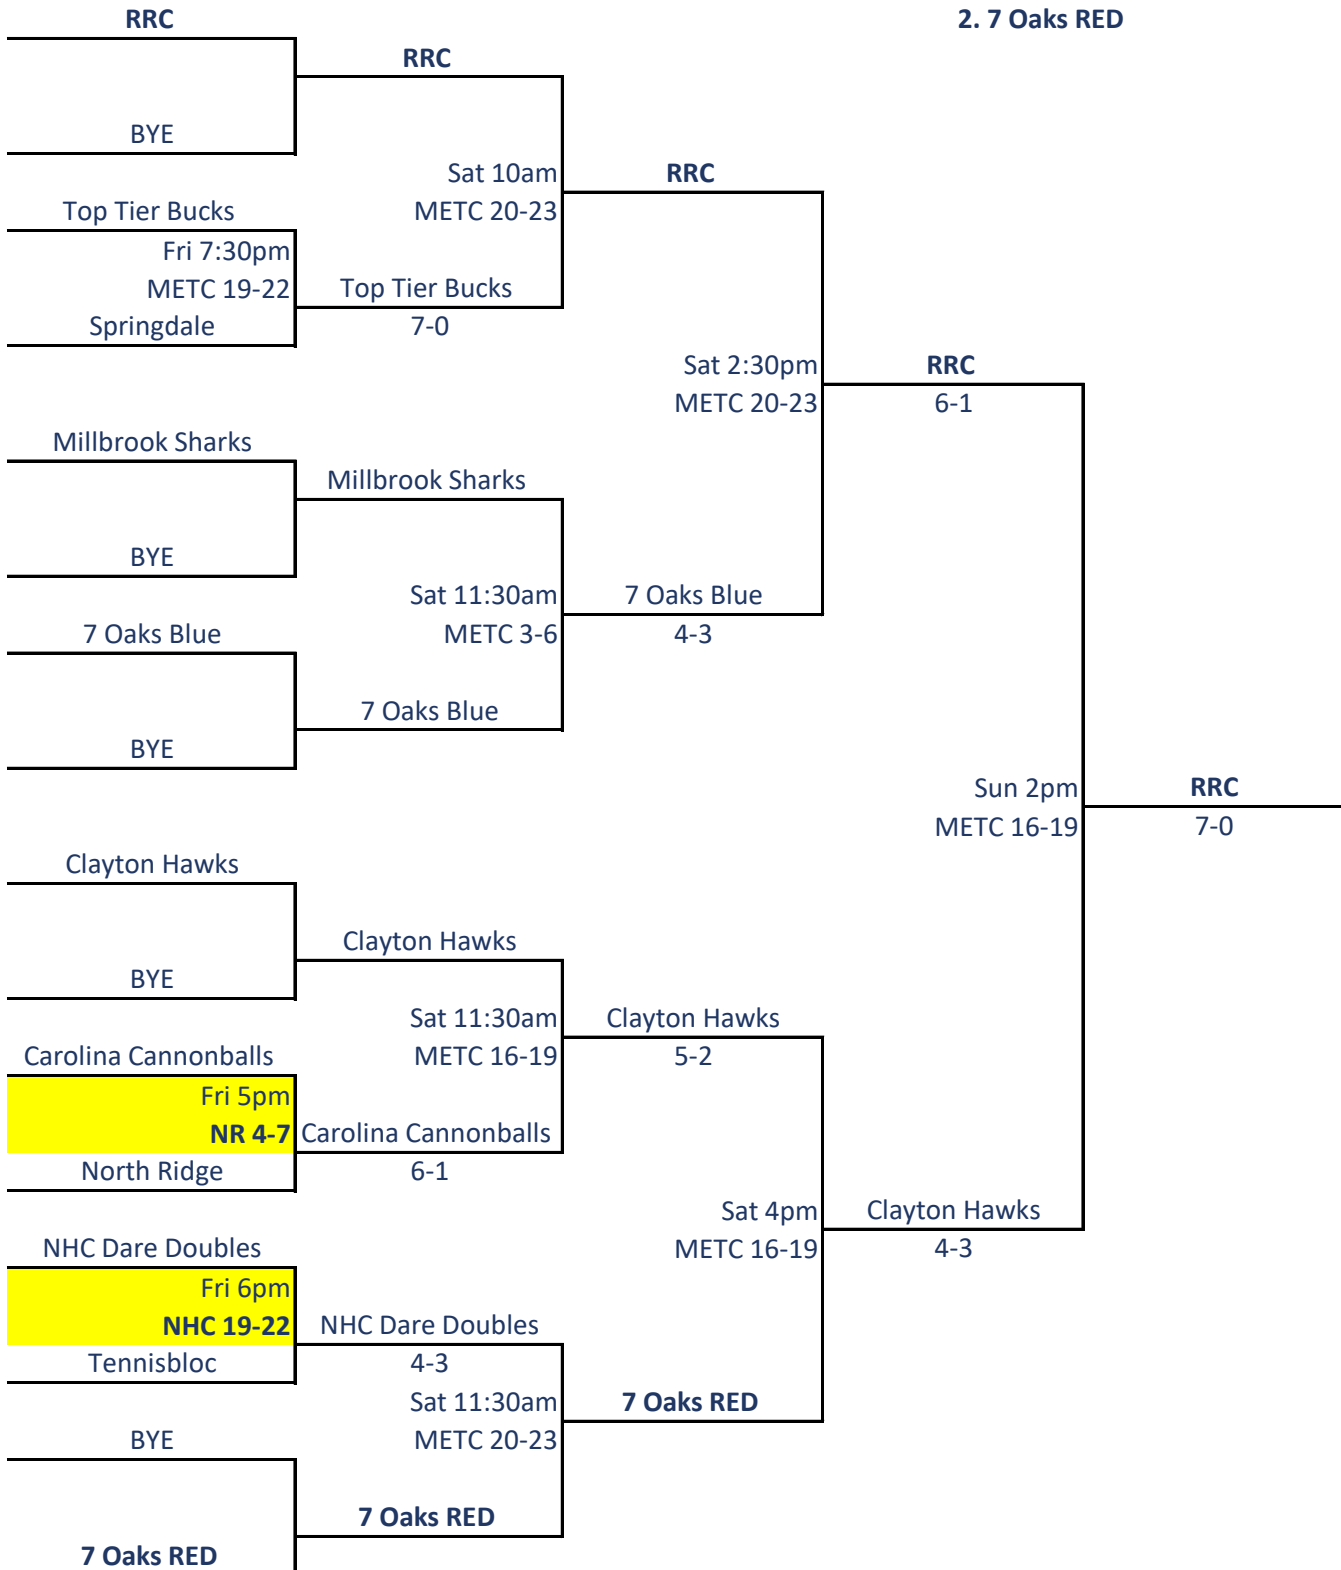 RRC
2. 7 Oaks RED
RRC
BYE
Sat 10am
RRC
Top Tier Bucks
METC 20-23
Fri 7:30pm
METC 19-22
Top Tier Bucks
Springdale
7-0
Sat 2:30pm
RRC
METC 20-23
6-1
Millbrook Sharks
Millbrook Sharks
BYE
Sat 11:30am
7 Oaks Blue
7 Oaks Blue
METC 3-6
4-3
7 Oaks Blue
BYE
Sun 2pm
RRC
METC 16-19
7-0
Clayton Hawks
Clayton Hawks
BYE
Sat 11:30am
Clayton Hawks
Carolina Cannonballs
METC 16-19
5-2
Fri 5pm
NR 4-7
Carolina Cannonballs
North Ridge
6-1
Sat 4pm
Clayton Hawks
NHC Dare Doubles
METC 16-19
4-3
Fri 6pm
NHC 19-22
NHC Dare Doubles
Tennisbloc
4-3
Sat 11:30am
7 Oaks RED
BYE
METC 20-23
7 Oaks RED
7 Oaks RED